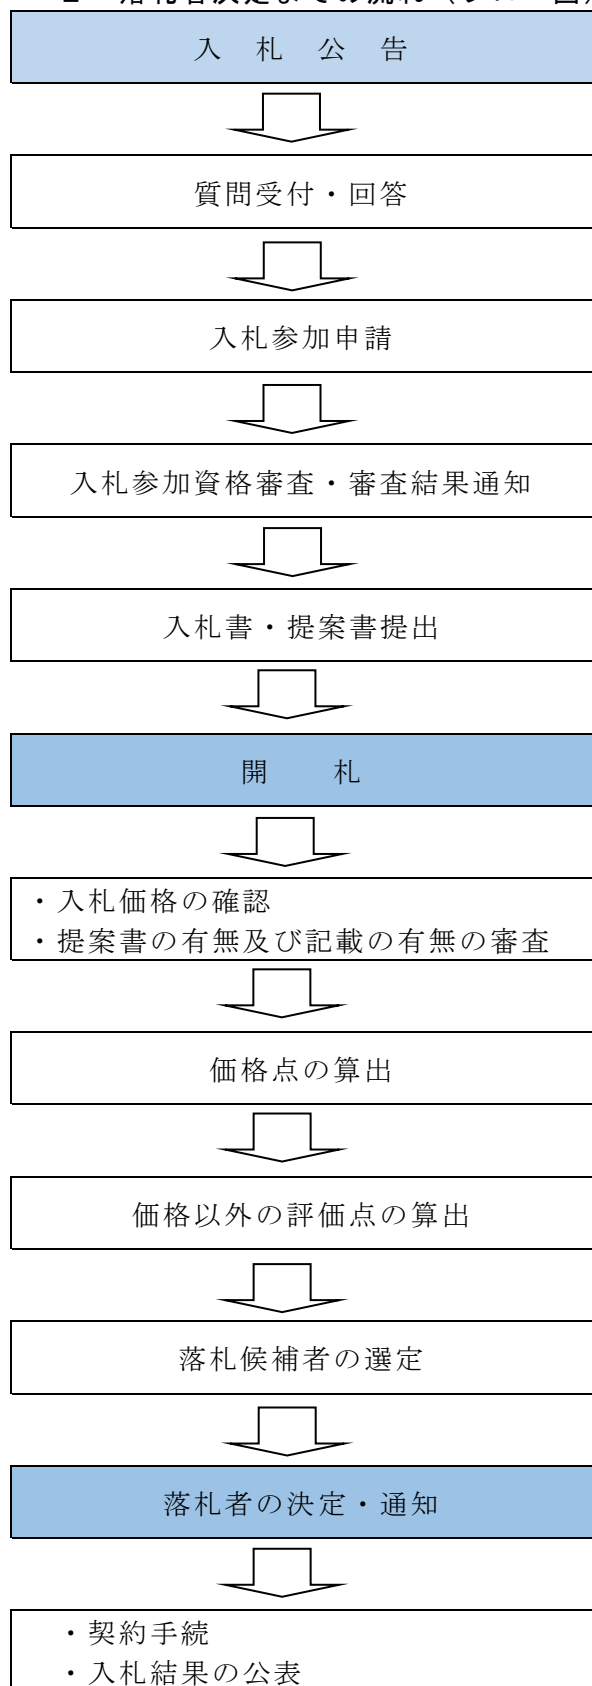 落札者決定までの流れ（フロー図）
入 札 公 告
質問受付・回答
入札参加申請
入札参加資格審査・審査結果通知
入札書・提案書提出
開 札
・入札価格の確認
・提案書の有無及び記載の有無の審査
価格点の算出
価格以外の評価点の算出
落札候補者の選定
落札者の決定・通知
・契約手続
・入札結果の公表